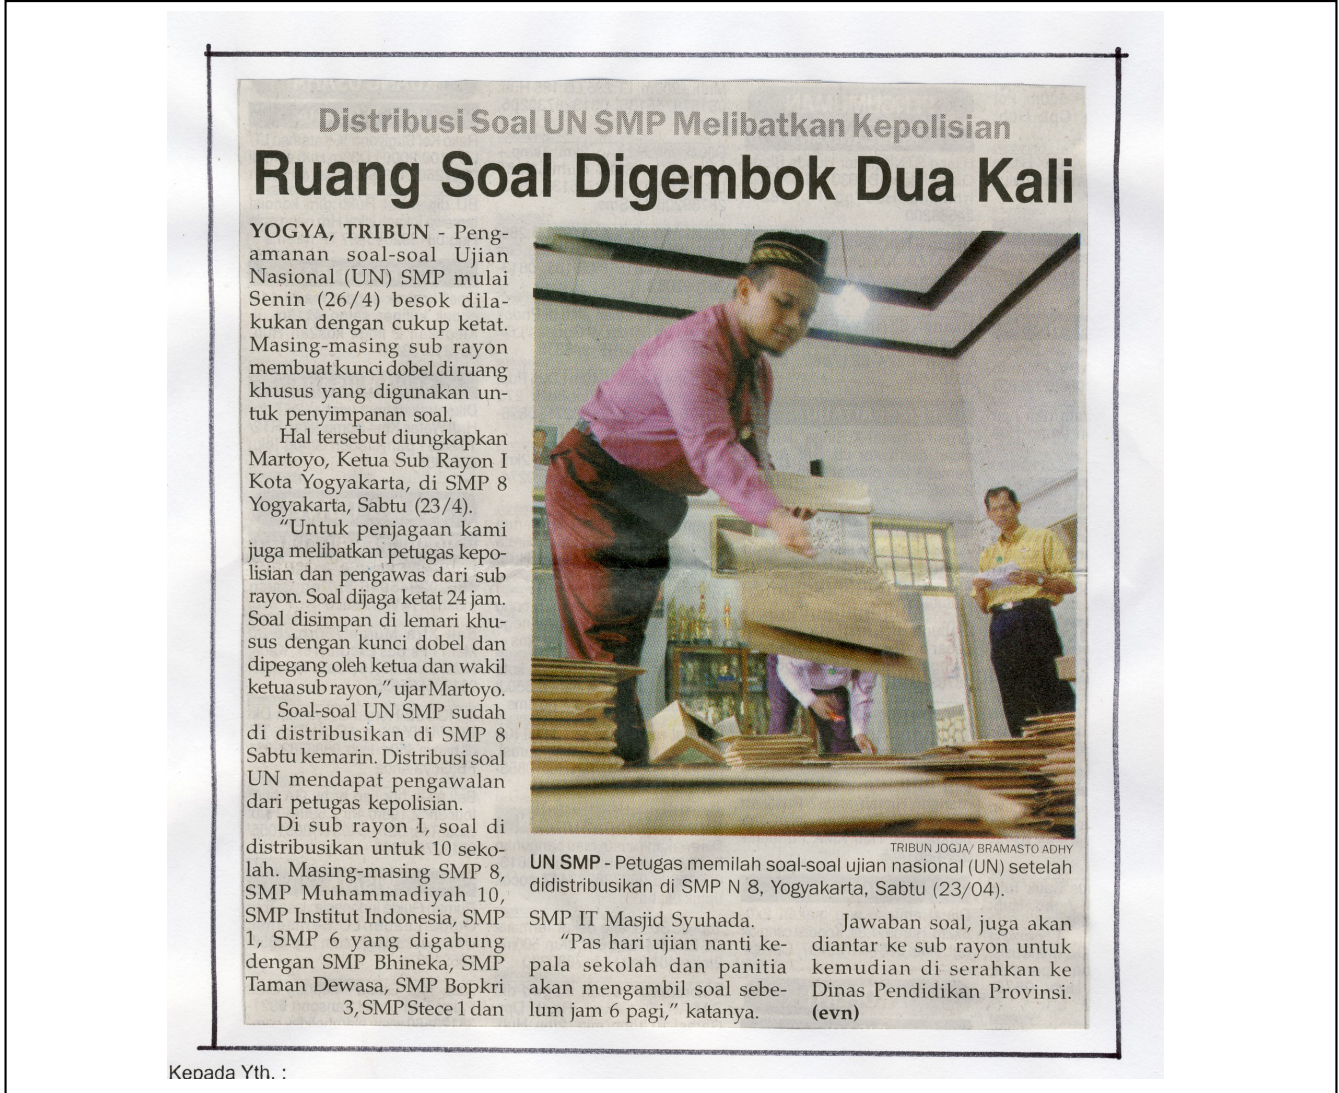 Distribusi Soal UN SMP Melibatkan Kepolisian
Ruang Soal Digembok Dua Kali
YOGYA, TRIBUN - Peng-
amanan soal-soal Ujian
Nasional (UN) SMP mulai
Senin (26/4) besok dila-
kukan dengan cukup ketat.
Masing-masing sub rayon
membuat kunci dobel di ruang
khusus yang digunakan un-
tuk penyimpanan soal.
Hal tersebut diungkapkan
Martoyo, Ketua Sub Rayon I
Kota Yogyakarta, di SMP 8
Yogyakarta, Sabtu (23/4).
"Untuk penjagaan kami
juga melibatkan petugas kepo-
lisian dan pengawas dari sub
rayon. Soal dijaga ketat 24 jam.
Soal disimpan di lemari khu-
sus dengan kunci dobel dan
dipegang oleh ketua dan wakil
ketua sub rayon," ujar Martoyo.
Soal-soal UN SMP sudah
di distribusikan di SMP 8
Sabtu kemarin. Distribusi soal
UN mendapat pengawalan
dari petugas kepolisian.
Di sub rayon I, soal di
distribusikan untuk 10 seko-
lah. Masing-masing SMP 8,
SMP Muhammadiyah 10,
SMP Institut Indonesia, SMP
1, SMP 6 yang digabung
dengan SMP Bhineka, SMP
Taman Dewasa, SMP Bopkri
3, SMP Stece 1 dan
TRIBUN JOGJA/ BRAMASTO ADHY
UN SMP - Petugas memilah soal-soal ujian nasional (UN) setelah
didistribusikan di SMP N 8, Yogyakarta, Sabtu (23/04).
SMP IT Masjid Syuhada.
"Pas hari ujian nanti ke-
pala sekolah dan panitia
akan mengambil soal sebe-
lum jam 6 pagi," katanya.
Jawaban soal, juga akan
diantar ke sub rayon untuk
kemudian di serahkan ke
Dinas Pendidikan Provinsi.
(evn)
Kepada Yth. :